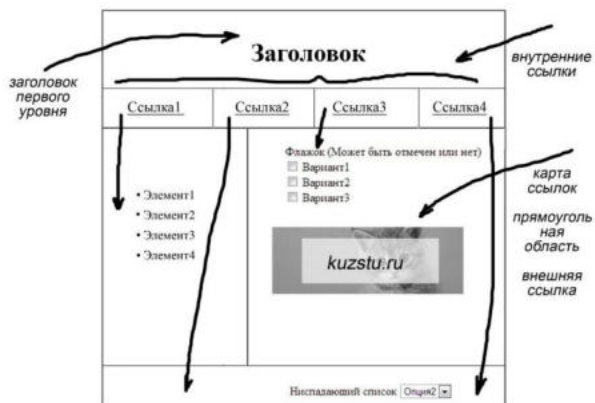 Заголовок
заголовок
первого
уровня
внутренние
ссылки
Ссылка1 Ссылка2 Ссылка3 Ссылка4
Флажок (Может быть отмечен или нет)
Вариант1
Вариант2
Вариант3
• Элемент1
• Элемент2
• Элемент3
• Элемент4
kuzstu.ru
карта
ссылок
прямоуголь
ная
область
внешняя
ссылка
Ниспадающий список Опция2